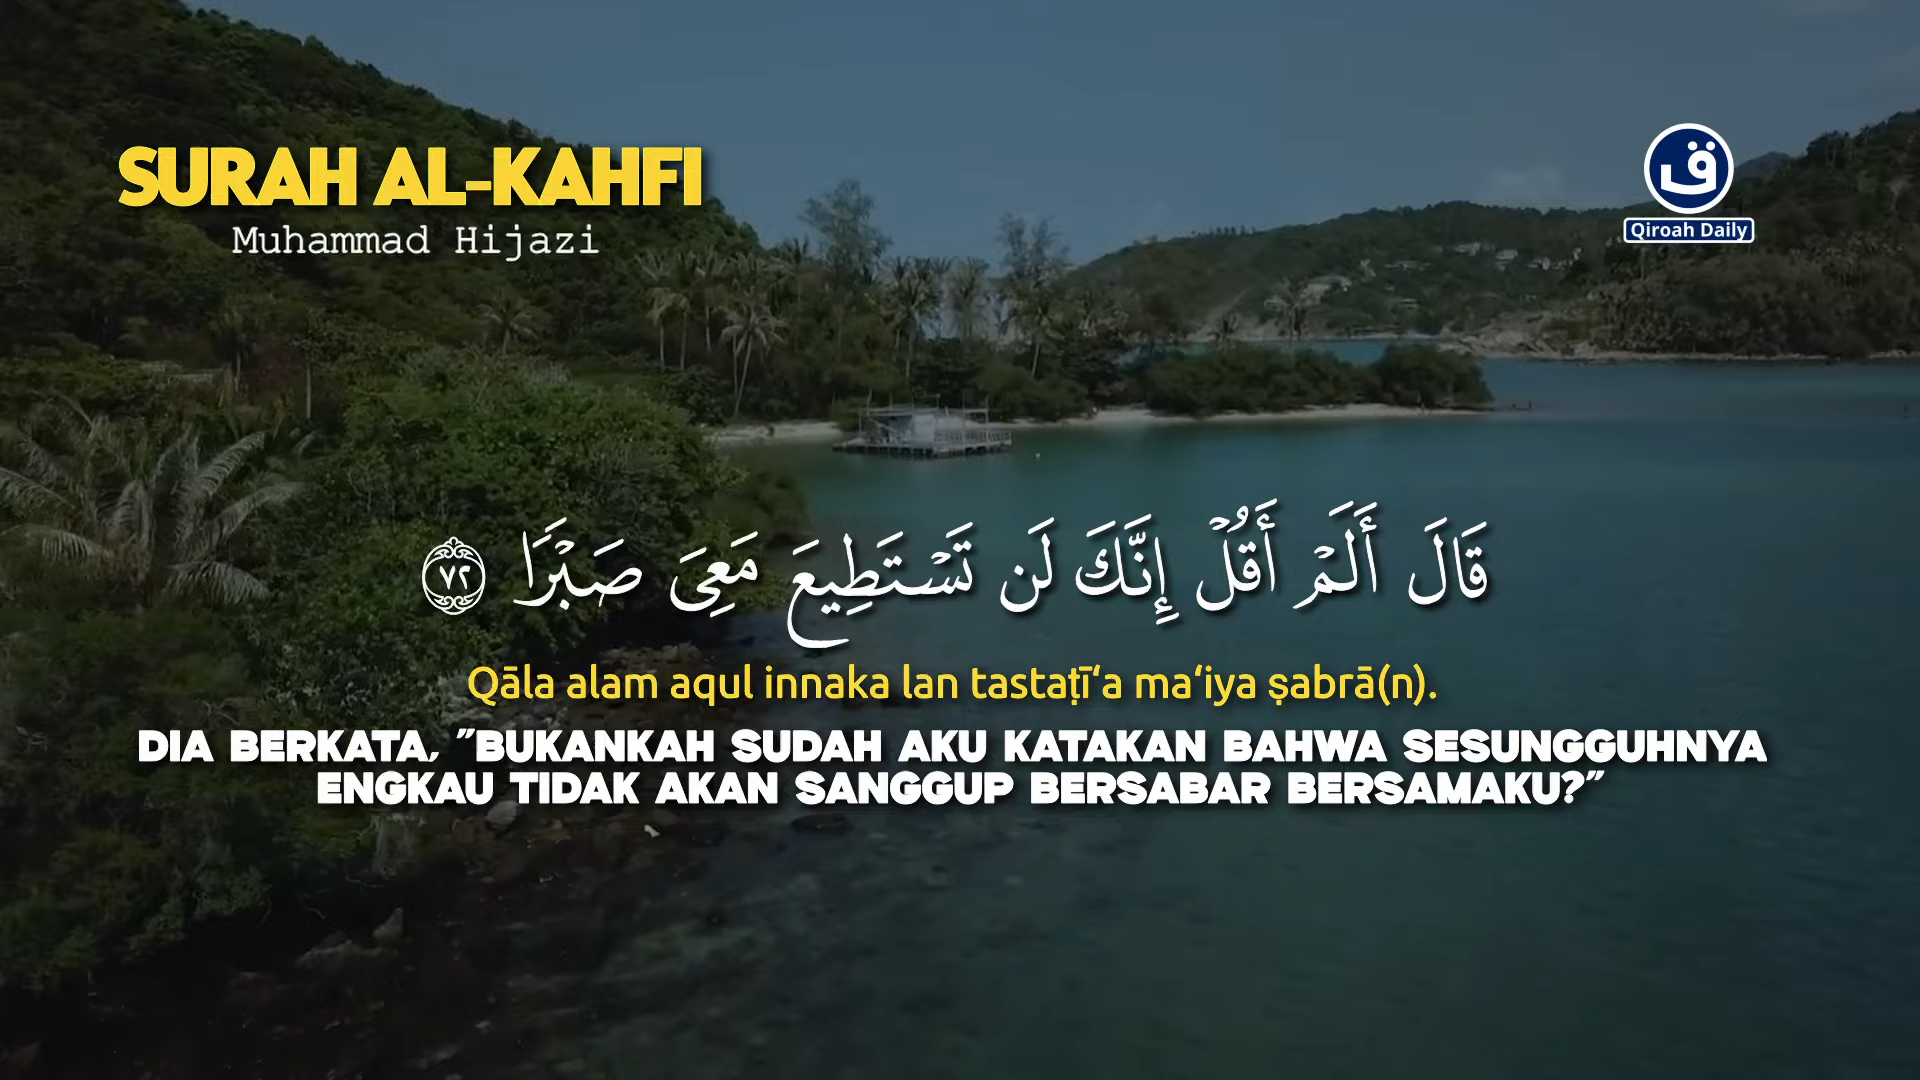 SURAH AL-KAHFI
Muhammad Hijazi
ق
Qiroah Daily
قَالَ أَلَمْ أَقُلْ إِنَّكَ لَن تَسْتَطِيعَ مَعِىَ صَبْرًا ٧٢
Qāla alam aqul innaka lan tastaṭī‘a ma‘iya ṣabrā(n).
DIA BERKATA, "BUKANKAH SUDAH AKU KATAKAN BAHWA SESUNGGUHNYA
ENGKAU TIDAK AKAN SANGGUP BERSABAR BERSAMAKU?"